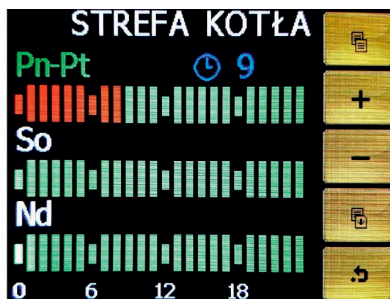 STREFA KOTŁA
Pn-Pt 9
So
Nd
0 6 12 18
+
−